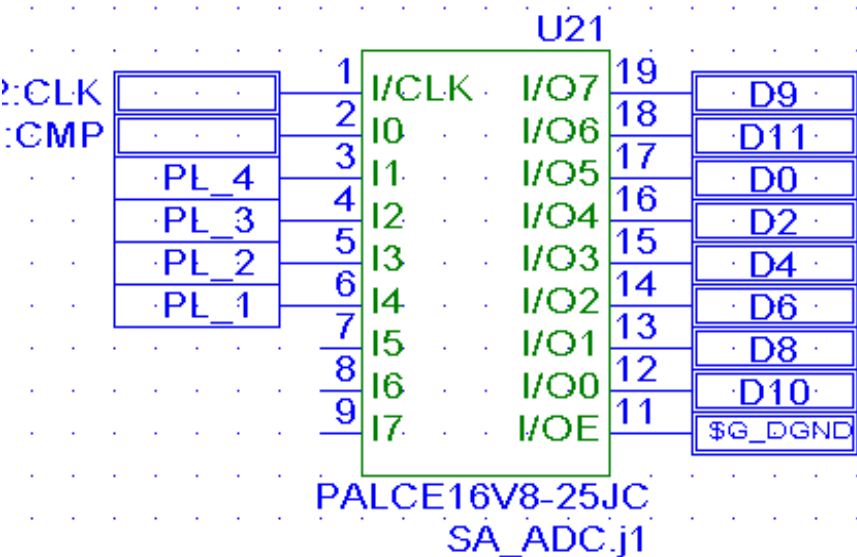 U21
1 I/CLK I/O7 19 D9
2:CLK
2 I0 I/O6 18 D11
:CMP
3 I1 I/O5 17 D0
PL_4
4 I2 I/O4 16 D2
PL_3
5 I3 I/O3 15 D4
PL_2
6 I4 I/O2 14 D6
PL_1
7 I5 I/O1 13 D8
8 I6 I/O0 12 D10
9 I7 I/OE 11 $G_DGND
PALCE16V8-25JC
SA_ADC.j1